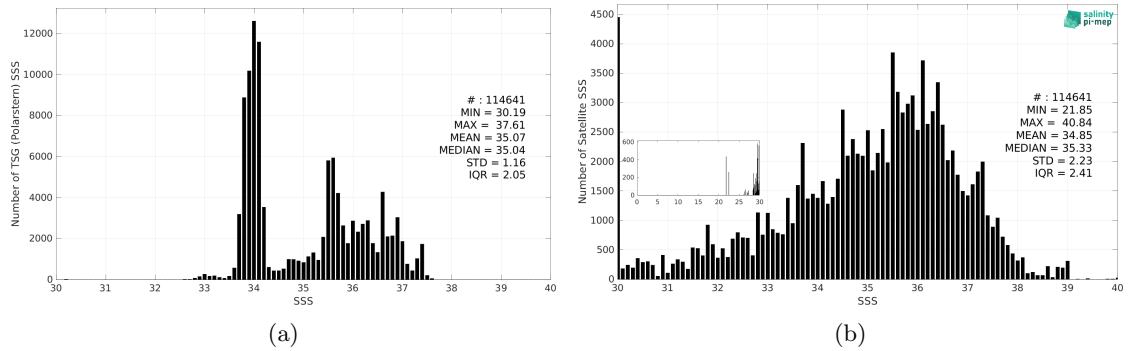 Number of TSG (Polarstern) SSS
12000
10000
8000
6000
4000
2000
0
30 31 32 33 34 35 36 37 38 39 40
SSS
# : 114641
MIN = 30.19
MAX = 37.61
MEAN = 35.07
MEDIAN = 35.04
STD = 1.16
IQR = 2.05
(a)
salinity
pi-mep
Number of Satellite SSS
4500
4000
3500
3000
2500
2000
1500
1000
500
0
30 31 32 33 34 35 36 37 38 39 40
SSS
# : 114641
MIN = 21.85
MAX = 40.84
MEAN = 34.85
MEDIAN = 35.33
STD = 2.23
IQR = 2.41
600
400
200
0
0 5 10 15 20 25 30
(b)